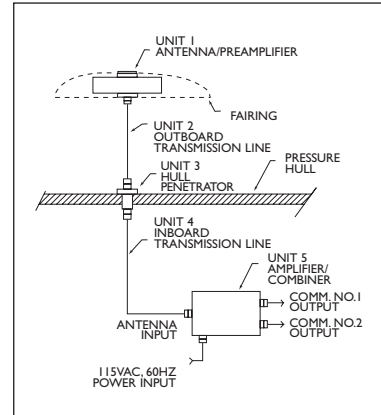 UNIT 1
ANTENNA/PREAMPLIFIER
FAIRING
UNIT 2
OUTBOARD
TRANSMISSION LINE
UNIT 3
HULL
PENETRATOR
PRESSURE
HULL
UNIT 4
INBOARD
TRANSMISSION LINE
UNIT 5
AMPLIFIER/
COMBINER
COMM. NO.1
OUTPUT
COMM. NO.2
OUTPUT
ANTENNA
INPUT
115VAC, 60HZ
POWER INPUT